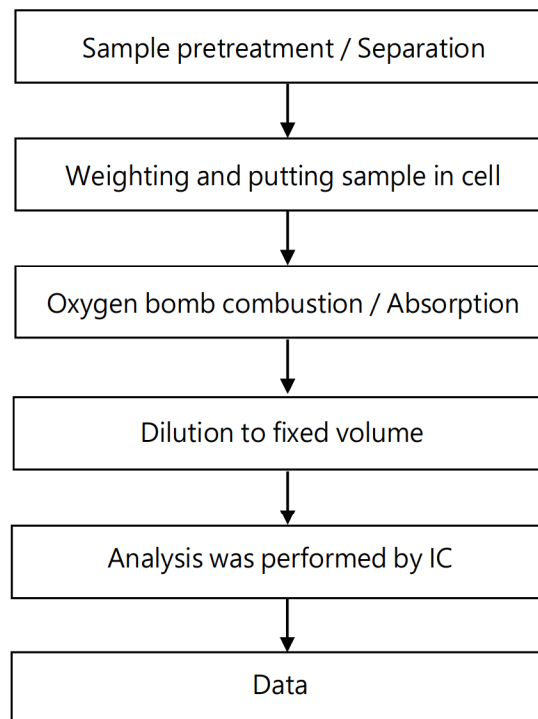 Sample pretreatment / Separation
Weighting and putting sample in cell
Oxygen bomb combustion / Absorption
Dilution to fixed volume
Analysis was performed by IC
Data